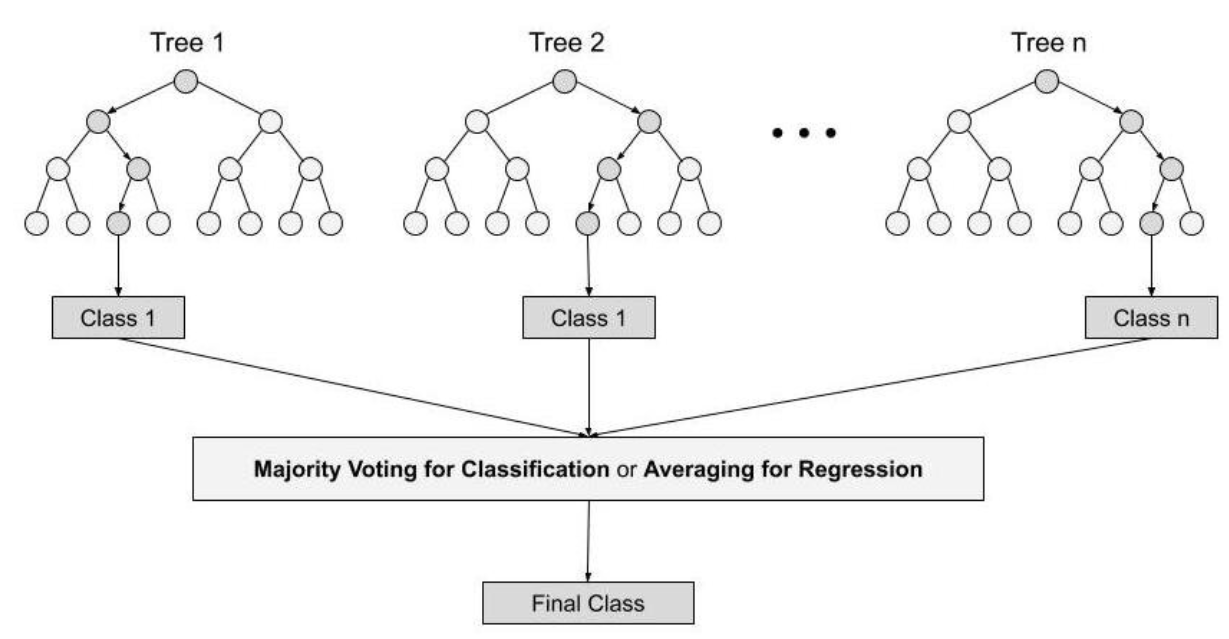 Tree 1
Tree 2
Tree n
Class 1
Class 1
Class n
Majority Voting for Classification or Averaging for Regression
Final Class